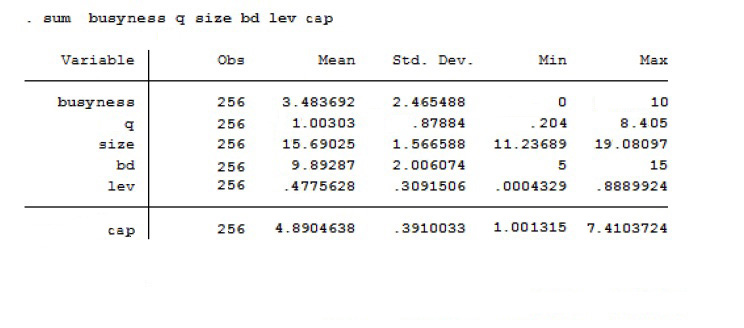 . sum busyness q size bd lev cap
Variable Obs Mean Std. Dev. Min Max
busyness 256 3.483692 2.465488 0 10
q 256 1.00303 .87884 .204 8.405
size 256 15.69025 1.566588 11.23689 19.08097
bd 256 9.89287 2.006074 5 15
lev 256 .4775628 .3091506 .0004329 .8889924
cap 256 4.8904638 .3910033 1.001315 7.4103724